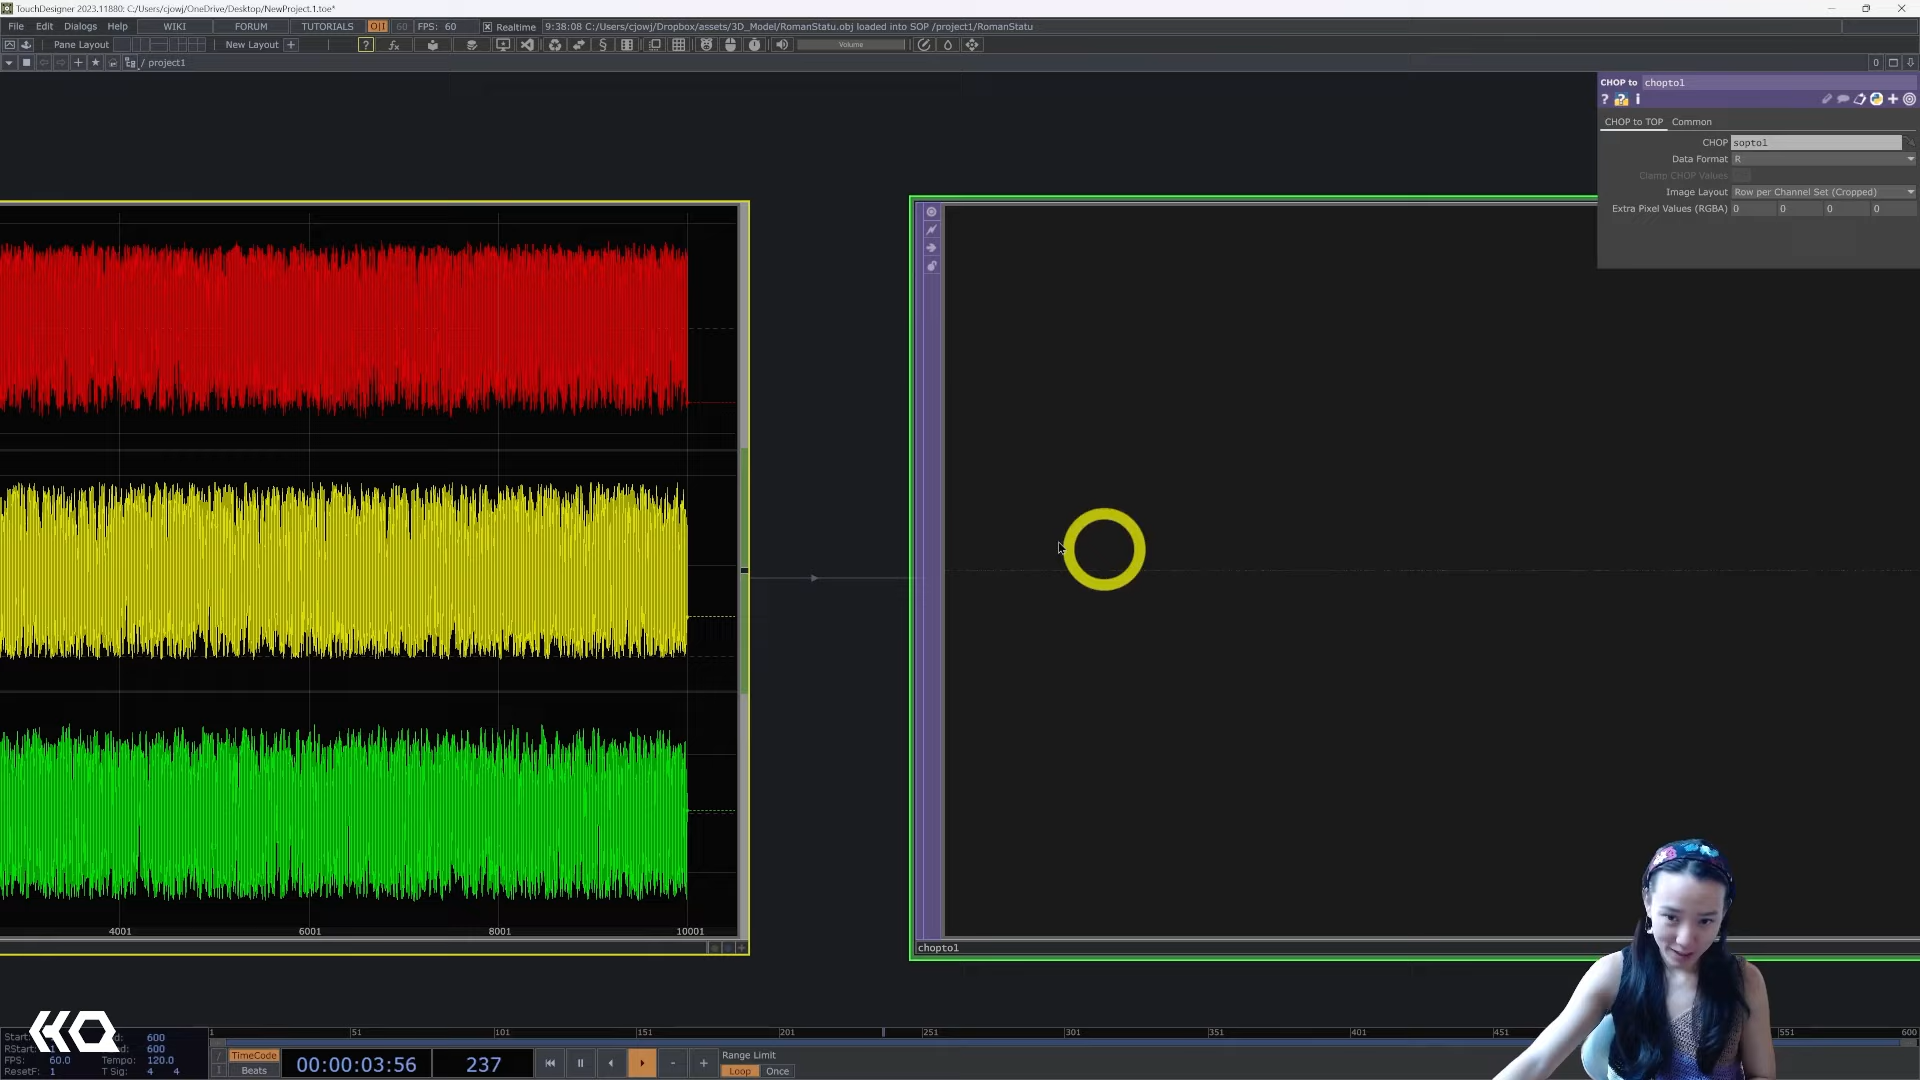 TouchDesigner 2023.11880: C:/Users/cjowj/OneDrive/Desktop/NewProject.1.toe*
File Edit Dialogs Help WIKI FORUM TUTORIALS O|I 60 FPS: 60 Realtime 9:38:08 C:/Users/cjowj/Dropbox/assets/3D_Model/RomanStatu.obj loaded into SOP /project1/RomanStatu
Pane Layout New Layout + ? fx Volume
/ project1 0
CHOP to chopto1
? ? i
CHOP to TOP Common
CHOP sopto1
Data Format R
Clamp CHOP Values
Image Layout Row per Channel Set (Cropped)
Extra Pixel Values (RGBA) 0 0 0 0
4001 6001 8001 10001
chopto1
1 51 101 151 201 251 301 351 401 451 551 600
Start: 600
RStart: 600
FPS: 60.0 Tempo: 120.0
ResetF: 1 T Sig: 4 4
TimeCode
Beats
00:00:03:56 237
- +
Range Limit
Loop Once
HQ